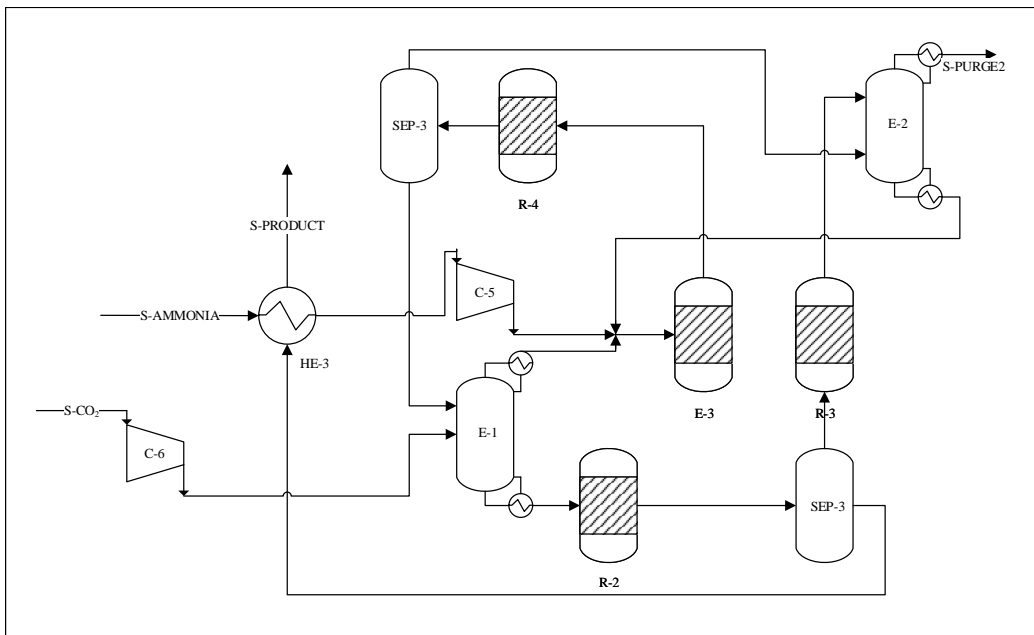 S-PURGE2
SEP-3
E-2
R-4
S-PRODUCT
C-5
S-AMMONIA
HE-3
E-3
R-3
S-CO₂
E-1
C-6
SEP-3
R-2